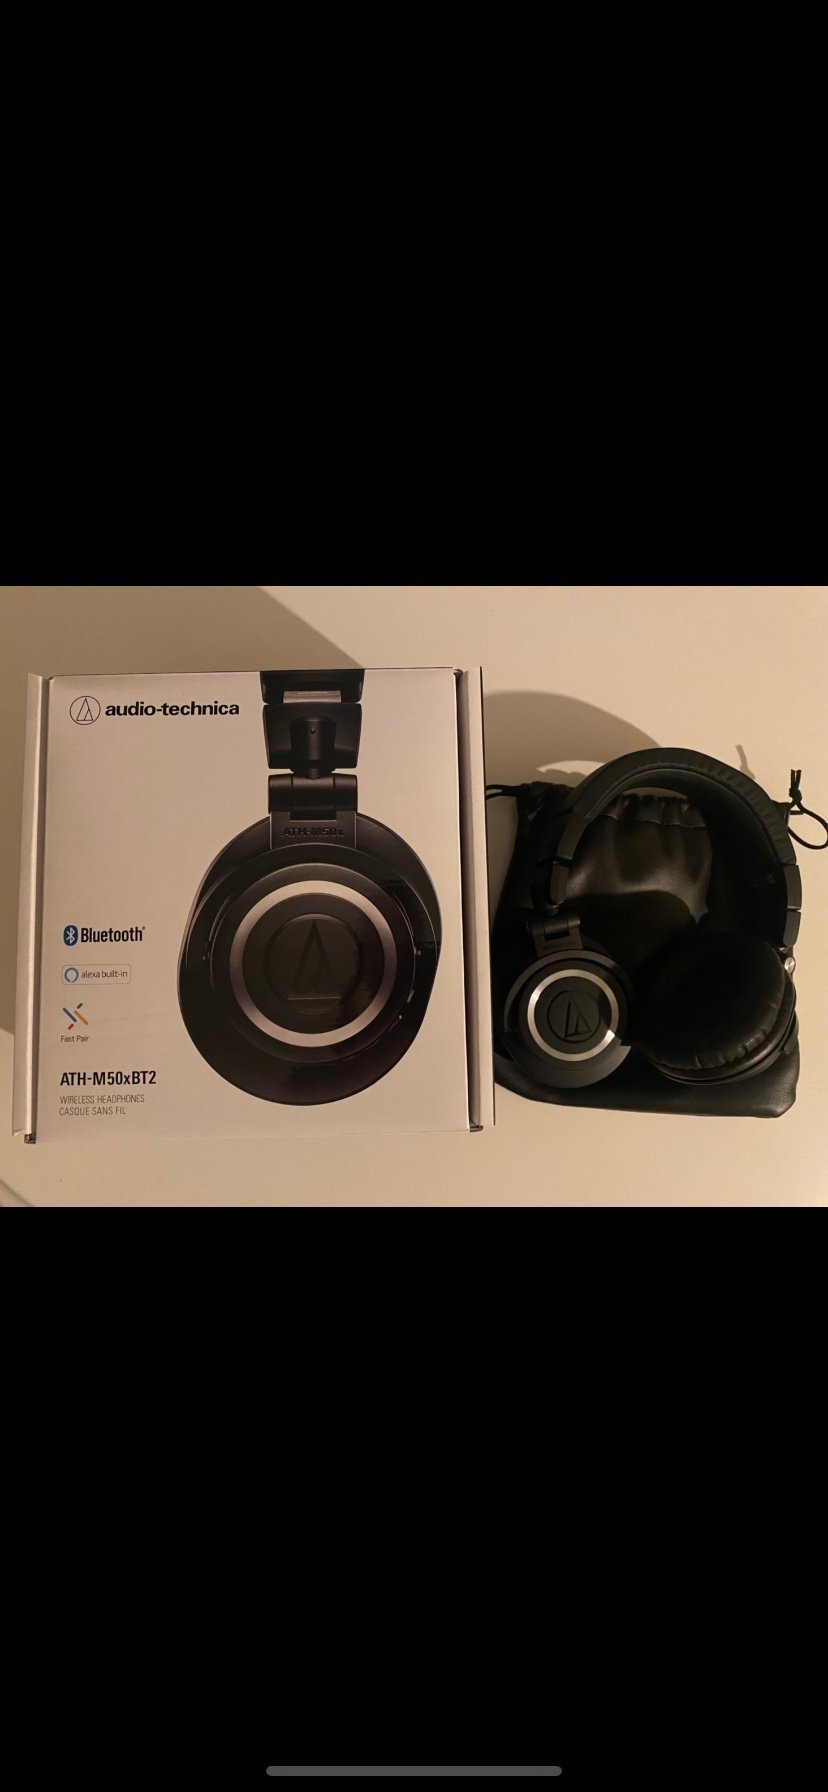 audio-technica
ATH-M50x
Bluetooth®
alexa built-in
Fast Pair
ATH-M50xBT2
WIRELESS HEADPHONES
CASQUE SANS FIL